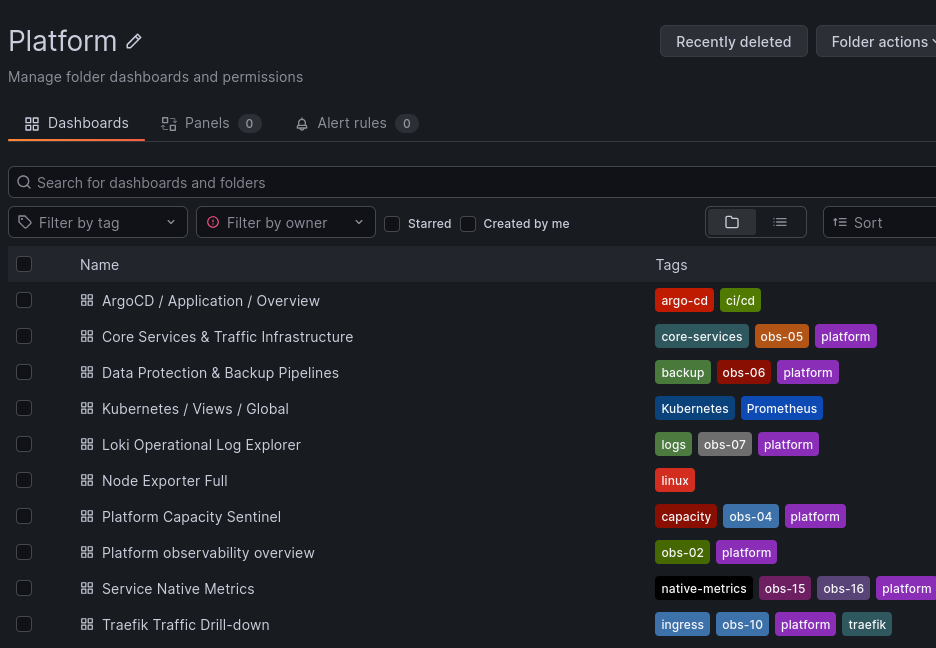 Platform
Recently deleted
Folder actions
Manage folder dashboards and permissions
Dashboards
Panels 0
Alert rules 0
Search for dashboards and folders
Filter by tag
Filter by owner
Starred
Created by me
Sort
Name Tags
ArgoCD / Application / Overview argo-cd ci/cd
Core Services & Traffic Infrastructure core-services obs-05 platform
Data Protection & Backup Pipelines backup obs-06 platform
Kubernetes / Views / Global Kubernetes Prometheus
Loki Operational Log Explorer logs obs-07 platform
Node Exporter Full linux
Platform Capacity Sentinel capacity obs-04 platform
Platform observability overview obs-02 platform
Service Native Metrics native-metrics obs-15 obs-16 platform
Traefik Traffic Drill-down ingress obs-10 platform traefik